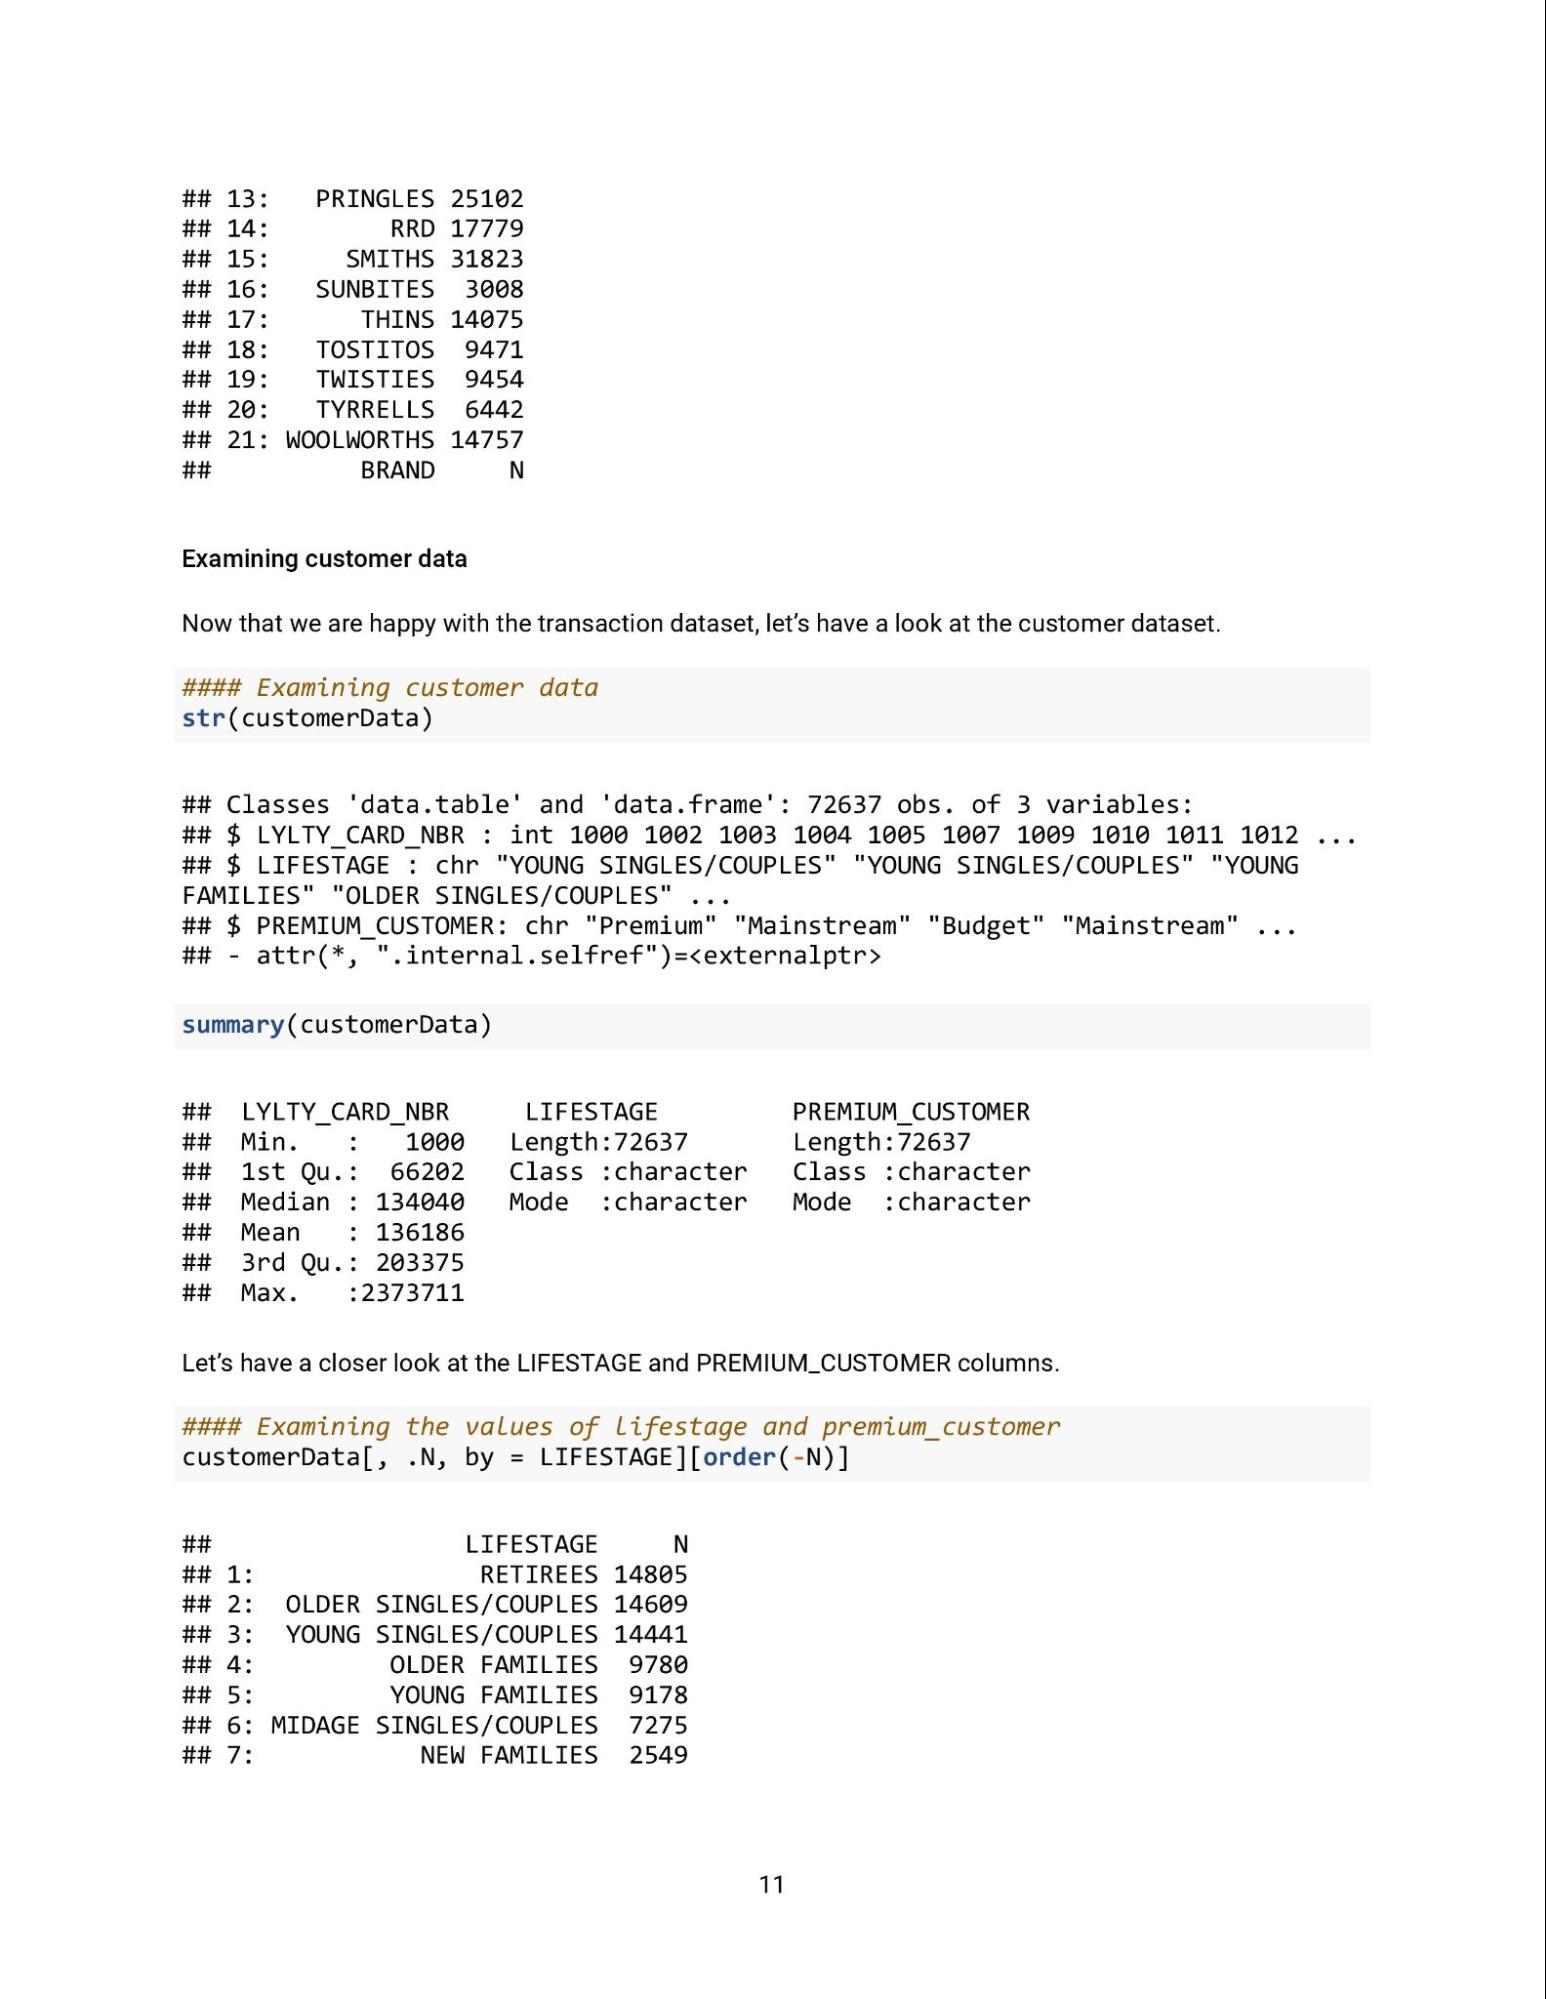 ## 13:   PRINGLES 25102
## 14:        RRD 17779
## 15:     SMITHS 31823
## 16:   SUNBITES  3008
## 17:      THINS 14075
## 18:   TOSTITOS  9471
## 19:   TWISTIES  9454
## 20:   TYRRELLS  6442
## 21: WOOLWORTHS 14757
##          BRAND     N
Examining customer data
Now that we are happy with the transaction dataset, let’s have a look at the customer dataset.
#### Examining customer data
str(customerData)
## Classes 'data.table' and 'data.frame': 72637 obs. of 3 variables:
## $ LYLTY_CARD_NBR : int 1000 1002 1003 1004 1005 1007 1009 1010 1011 1012 ...
## $ LIFESTAGE : chr "YOUNG SINGLES/COUPLES" "YOUNG SINGLES/COUPLES" "YOUNG
FAMILIES" "OLDER SINGLES/COUPLES" ...
## $ PREMIUM_CUSTOMER: chr "Premium" "Mainstream" "Budget" "Mainstream" ...
## - attr(*, ".internal.selfref")=<externalptr>
summary(customerData)
##  LYLTY_CARD_NBR     LIFESTAGE         PREMIUM_CUSTOMER
##  Min.   :   1000   Length:72637       Length:72637
##  1st Qu.:  66202   Class :character   Class :character
##  Median : 134040   Mode  :character   Mode  :character
##  Mean   : 136186
##  3rd Qu.: 203375
##  Max.   :2373711
Let’s have a closer look at the LIFESTAGE and PREMIUM_CUSTOMER columns.
#### Examining the values of lifestage and premium_customer
customerData[, .N, by = LIFESTAGE][order(-N)]
##                 LIFESTAGE     N
## 1:               RETIREES 14805
## 2:  OLDER SINGLES/COUPLES 14609
## 3:  YOUNG SINGLES/COUPLES 14441
## 4:         OLDER FAMILIES  9780
## 5:         YOUNG FAMILIES  9178
## 6: MIDAGE SINGLES/COUPLES  7275
## 7:           NEW FAMILIES  2549
11